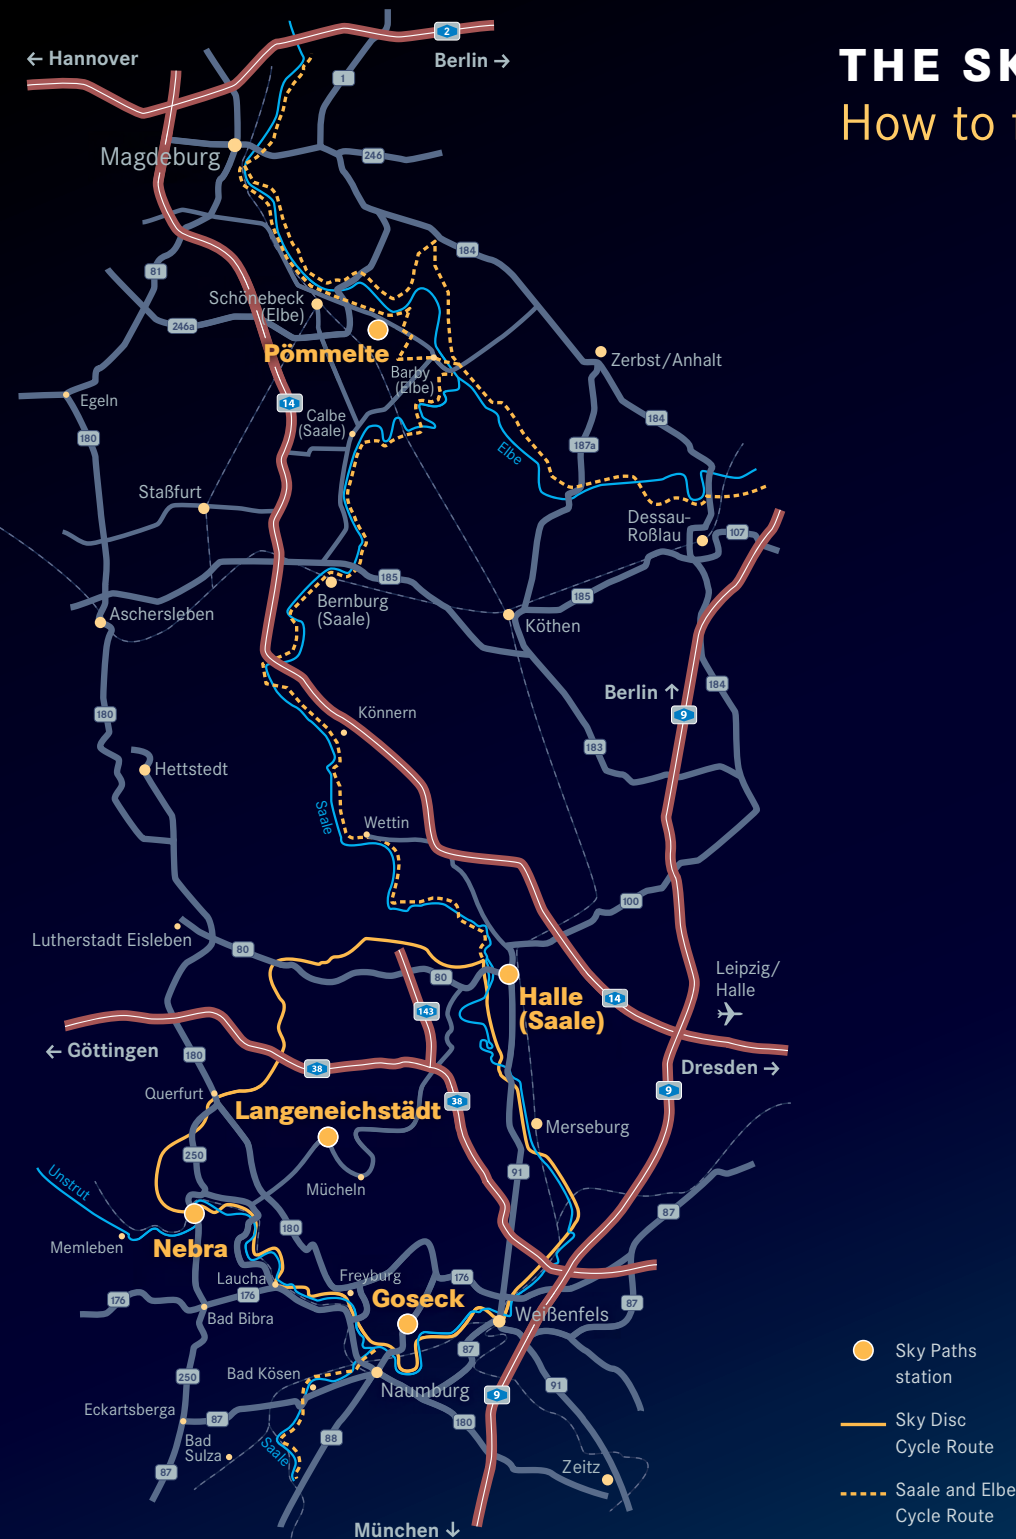 THE SK
How to
← Hannover
2
Berlin →
1
Magdeburg
246
184
81
Schönebeck
(Elbe)
246a
Pömmelte
Zerbst/Anhalt
Barby
(Elbe)
Egeln
14
Calbe
(Saale)
184
180
187a
Elbe
Staßfurt
Dessau-
Roßlau
107
185
185
Bernburg
(Saale)
Aschersleben
Köthen
Berlin ↑
184
180
9
Könnern
183
Hettstedt
Saale
Wettin
100
Lutherstadt Eisleben
80
80
Leipzig/
Halle
Halle
(Saale)
14
143
← Göttingen
180
38
Dresden →
Querfurt
9
38
Langeneichstädt
Merseburg
250
91
Unstrut
Mücheln
87
180
Memleben
Nebra
Laucha
Freyburg
176
176
176
Goseck
87
Bad Bibra
Weißenfels
87
Sky Paths
station
Bad Kösen
250
Naumburg
91
9
Eckartsberga
87
180
Sky Disc
Cycle Route
88
Bad
Sulza
Saale
87
Zeitz
Saale and Elbe
Cycle Route
München ↓